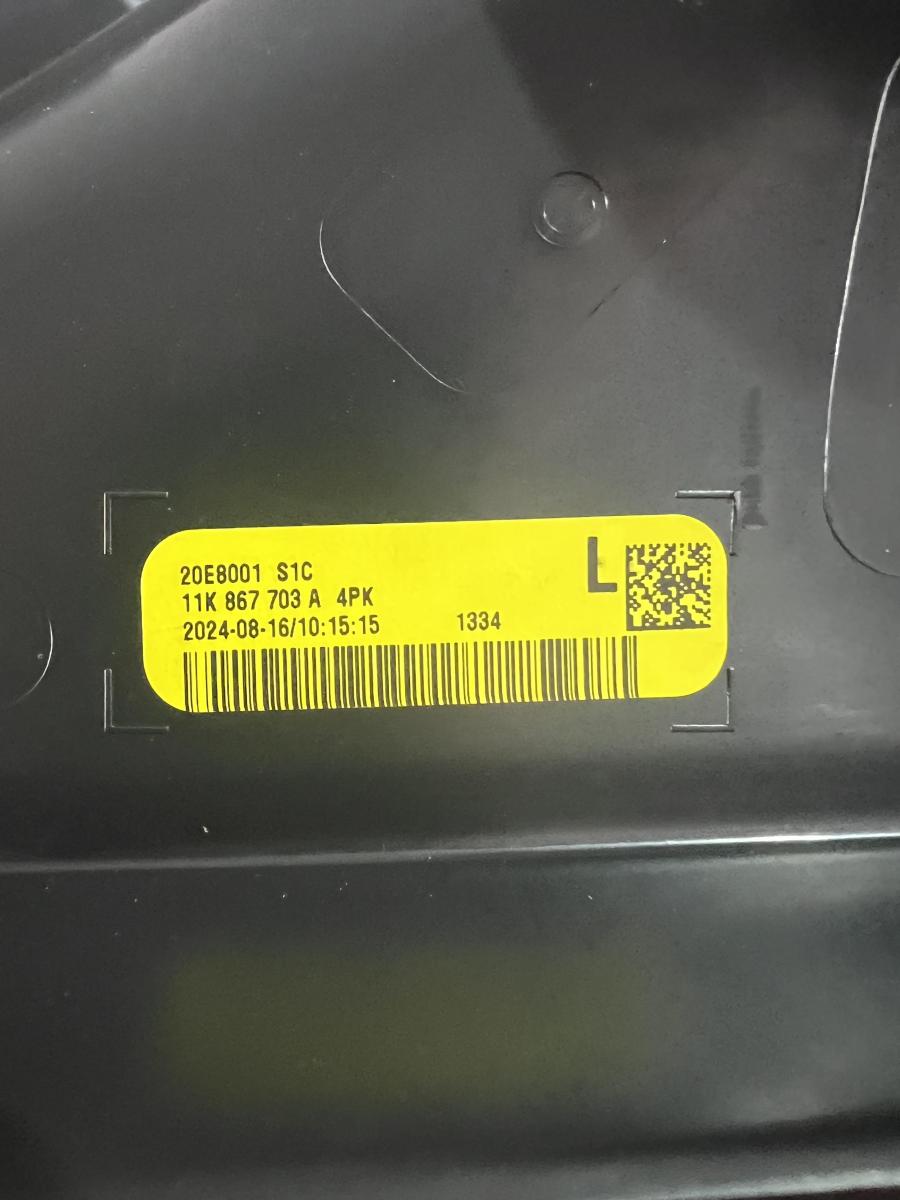 20E8001 S1C
L
11K 867 703 A 4PK
2024-08-16/10:15:15 1334